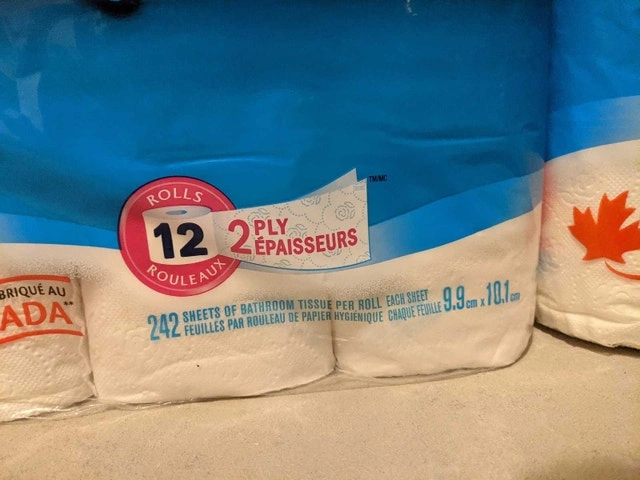 ROLLS
12
ROULEAUX
2 PLY
ÉPAISSEURS
TM/MC
BRIQUÉ AU
ADA**
242 SHEETS OF BATHROOM TISSUE PER ROLL EACH SHEET 9.9 cm x 10.1 cm
FEUILLES PAR ROULEAU DE PAPIER HYGIÉNIQUE CHAQUE FEUILLE